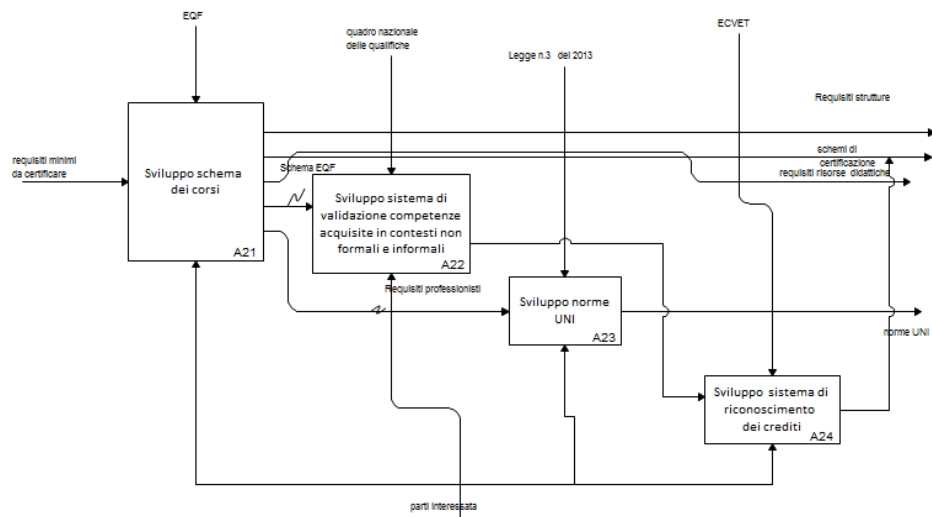 EQF
ECVET
quadro nazionale
delle qualifiche
Legge n.3 del 2013
Requisiti strutture
requisiti minimi
da certificare
Sviluppo schema
dei corsi
A21
Schema EQF
schemi di
certificazione
requisiti risorse didattiche
Sviluppo sistema di
validazione competenze
acquisite in contesti non
formali e informali
A22
Requisiti professionisti
Sviluppo norme
UNI
A23
norme UNI
Sviluppo sistema di
riconoscimento
dei crediti
A24
parti interessata